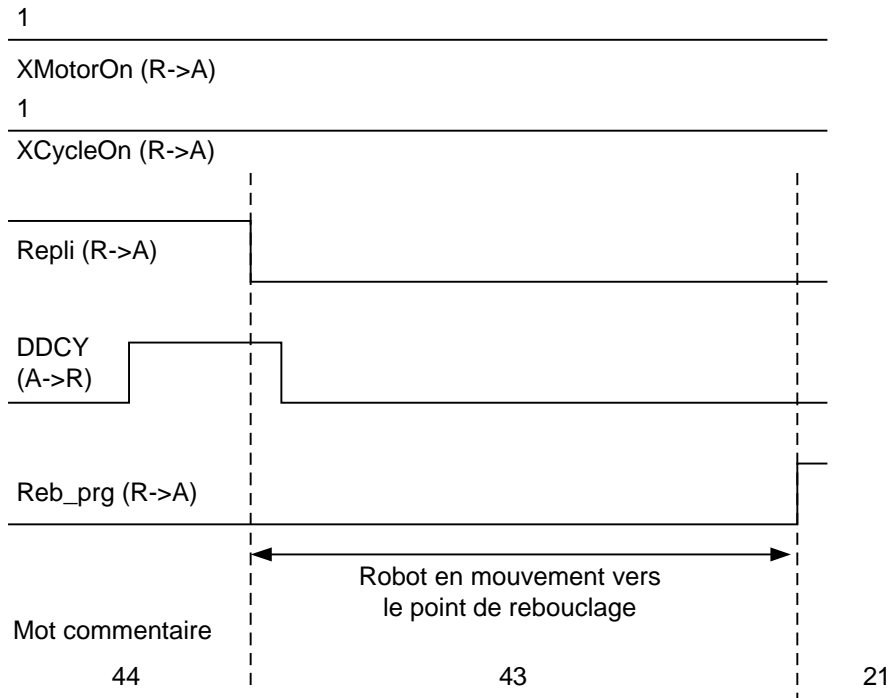 1
XMotorOn (R->A)
1
XCycleOn (R->A)
Repli (R->A)
DDCY
(A->R)
Reb_prg (R->A)
Robot en mouvement vers
le point de rebouclage
Mot commentaire
44 43 21